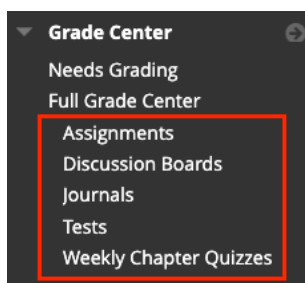 Grade Center
Needs Grading
Full Grade Center
Assignments
Discussion Boards
Journals
Tests
Weekly Chapter Quizzes